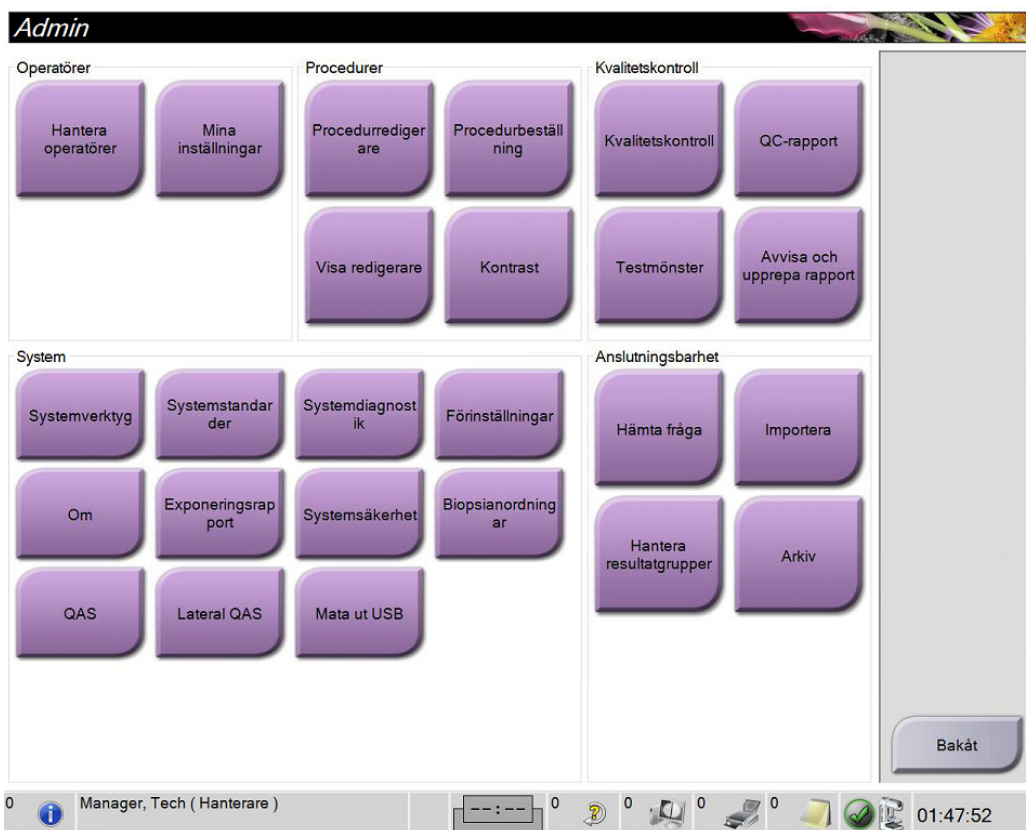 Admin
Operatörer
Hantera
operatörer
Mina
inställningar
Procedurer
Procedurrediger
are
Procedurbeställ
ning
Visa redigerare
Kontrast
Kvalitetskontroll
Kvalitetskontroll
QC-rapport
Testmönster
Avvisa och
upprepa rapport
System
Systemverktyg
Systemstandar
der
Systemdiagnost
ik
Förinställningar
Om
Exponeringsrap
port
Systemsäkerhet
Biopsianordning
ar
QAS
Lateral QAS
Mata ut USB
Anslutningsbarhet
Hämta fråga
Importera
Hantera
resultatgrupper
Arkiv
Bakåt
0
Manager, Tech ( Hanterare )
--:--
0
0
0
0
01:47:52